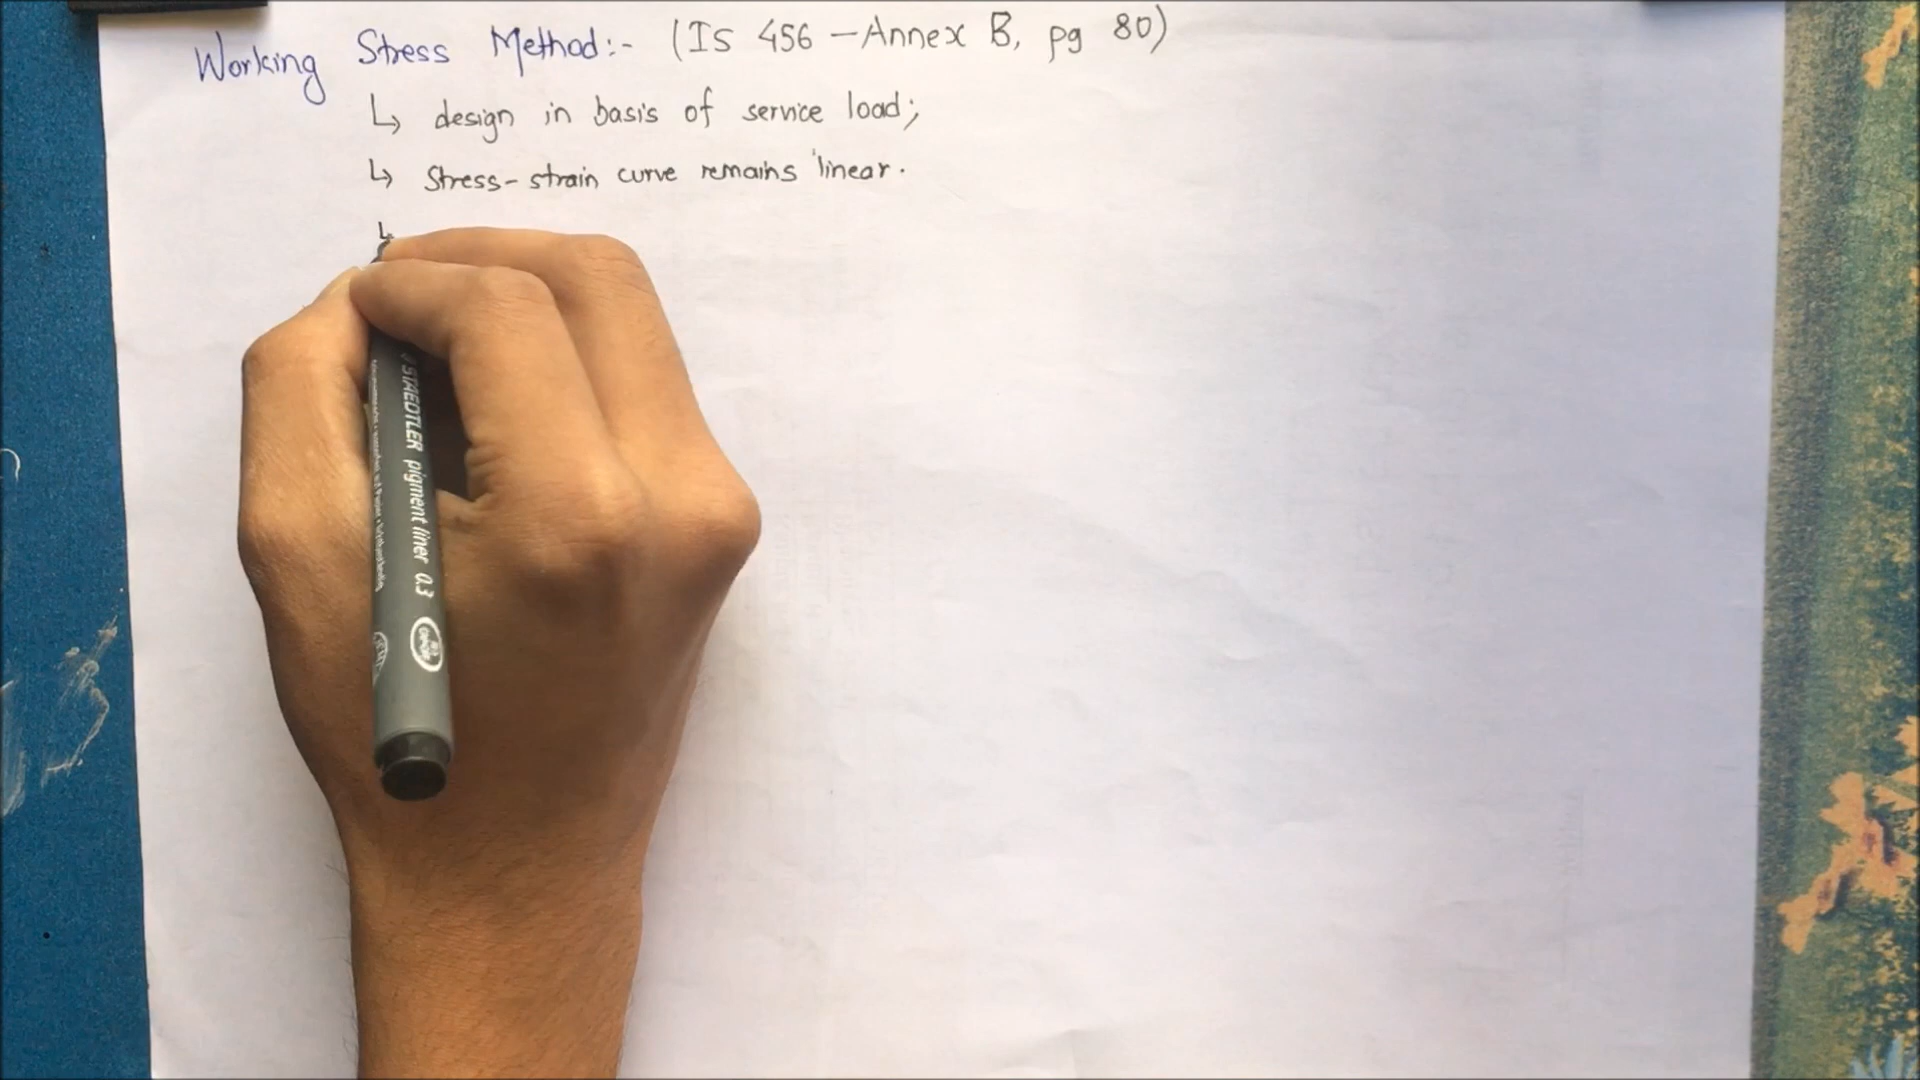 Working Stress Method:- (IS 456 – Annex B, pg 80)
↳ design in basis of service load;
↳ Stress-strain curve remains linear.
↳
STAEDTLER pigment liner 0.3